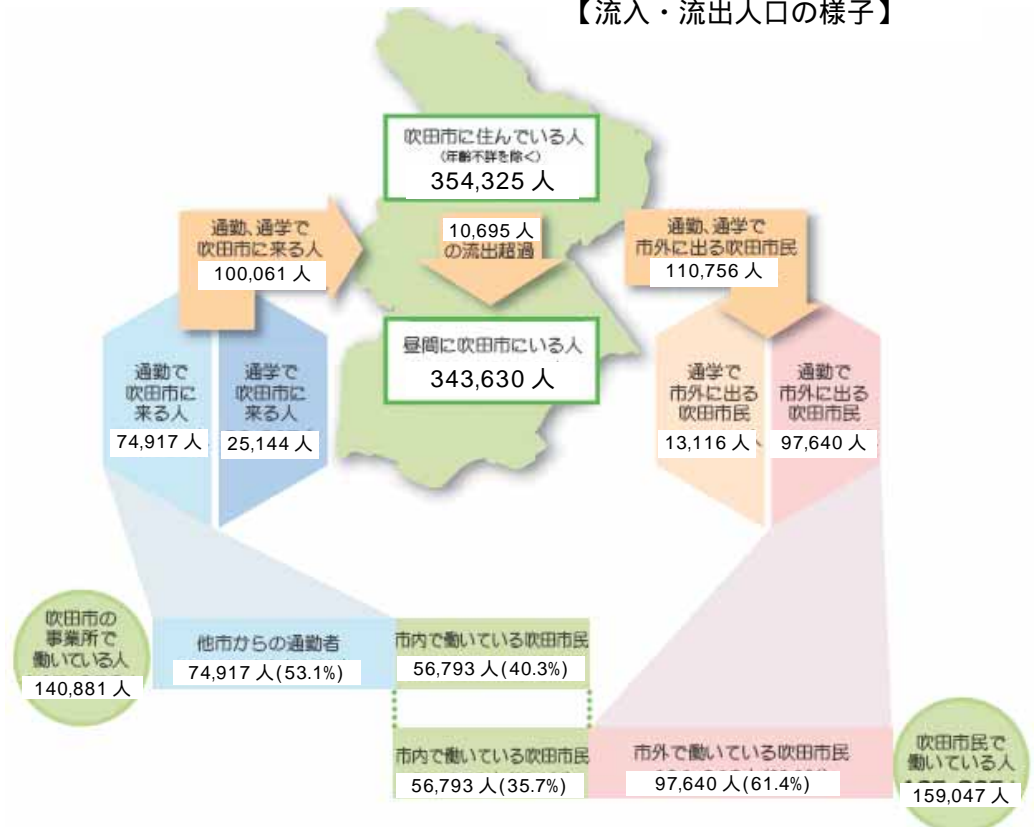 【流入・流出人口の様子】
吹田市に住んでいる人
(年齢不詳を除く)
354,325 人
通勤、通学で
吹田市に来る人
100,061 人
10,695 人
の流出超過
通勤、通学で
市外に出る吹田市民
110,756 人
昼間に吹田市にいる人
343,630 人
通勤で
吹田市に
来る人
74,917 人
通学で
吹田市に
来る人
25,144 人
通学で
市外に出る
吹田市民
13,116 人
通勤で
市外に出る
吹田市民
97,640 人
吹田市の
事業所で
働いている人
140,881 人
他市からの通勤者
74,917 人(53.1%)
市内で働いている吹田市民
56,793 人(40.3%)
市内で働いている吹田市民
56,793 人(35.7%)
市外で働いている吹田市民
97,640 人(61.4%)
吹田市民で
働いている人
159,047 人